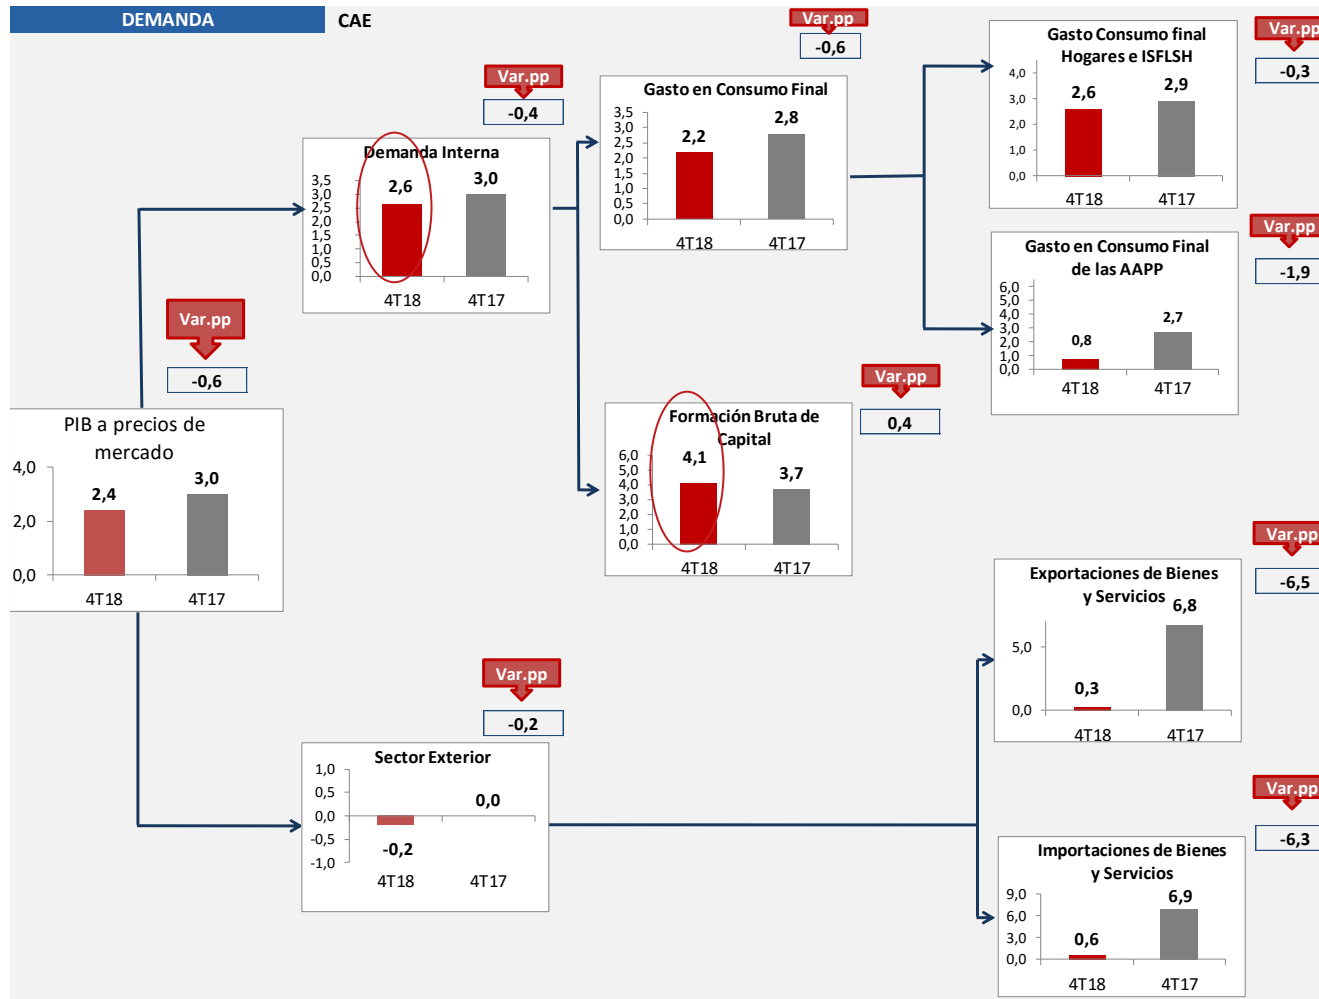 DEMANDA
CAE
Var.pp
-0,6
PIB a precios de
mercado
4,0
2,0
0,0
2,4
3,0
4T18
4T17
Var.pp
-0,4
Demanda Interna
3,5
3,0
2,5
2,0
1,5
1,0
0,5
0,0
2,6
3,0
4T18
4T17
Var.pp
-0,6
Gasto en Consumo Final
3,5
3,0
2,5
2,0
1,5
1,0
0,5
0,0
2,2
2,8
4T18
4T17
Var.pp
-0,3
Gasto Consumo final
Hogares e ISFLSH
4,0
3,0
2,0
1,0
0,0
2,6
2,9
4T18
4T17
Var.pp
-1,9
Gasto en Consumo Final
de las AAPP
6,0
5,0
4,0
3,0
2,0
1,0
0,0
0,8
2,7
4T18
4T17
Var.pp
0,4
Formación Bruta de
Capital
6,0
5,0
4,0
3,0
2,0
1,0
0,0
4,1
3,7
4T18
4T17
Var.pp
-0,2
Sector Exterior
1,0
0,5
0,0
-0,5
-1,0
-0,2
0,0
4T18
4T17
Var.pp
-6,5
Exportaciones de Bienes
y Servicios
5,0
0,0
0,3
6,8
4T18
4T17
Var.pp
-6,3
Importaciones de Bienes
y Servicios
9,0
6,0
3,0
0,0
0,6
6,9
4T18
4T17